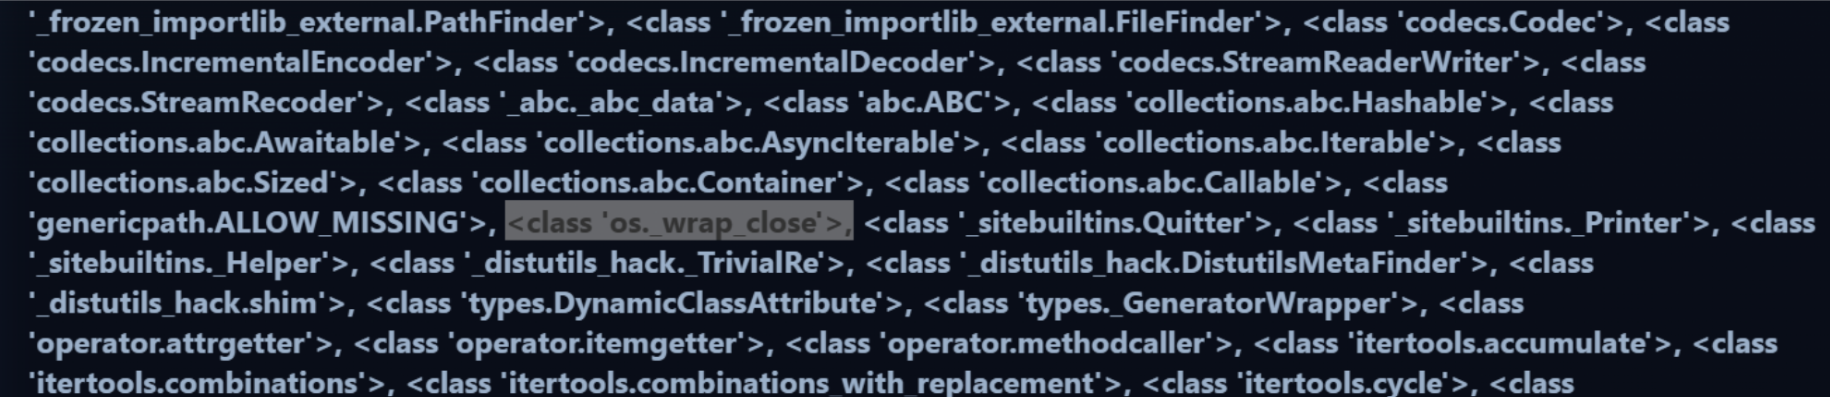 '_frozen_importlib_external.PathFinder'>, <class '_frozen_importlib_external.FileFinder'>, <class 'codecs.Codec'>, <class
'codecs.IncrementalEncoder'>, <class 'codecs.IncrementalDecoder'>, <class 'codecs.StreamReaderWriter'>, <class
'codecs.StreamRecoder'>, <class '_abc._abc_data'>, <class 'abc.ABC'>, <class 'collections.abc.Hashable'>, <class
'collections.abc.Awaitable'>, <class 'collections.abc.AsyncIterable'>, <class 'collections.abc.Iterable'>, <class
'collections.abc.Sized'>, <class 'collections.abc.Container'>, <class 'collections.abc.Callable'>, <class
'genericpath.ALLOW_MISSING'>, <class 'os._wrap_close'>, <class '_sitebuiltins.Quitter'>, <class '_sitebuiltins._Printer'>, <class
'_sitebuiltins._Helper'>, <class '_distutils_hack._TrivialRe'>, <class '_distutils_hack.DistutilsMetaFinder'>, <class
'_distutils_hack.shim'>, <class 'types.DynamicClassAttribute'>, <class 'types._GeneratorWrapper'>, <class
'operator.attrgetter'>, <class 'operator.itemgetter'>, <class 'operator.methodcaller'>, <class 'itertools.accumulate'>, <class
'itertools.combinations'>, <class 'itertools.combinations_with_replacement'>, <class 'itertools.cycle'>, <class